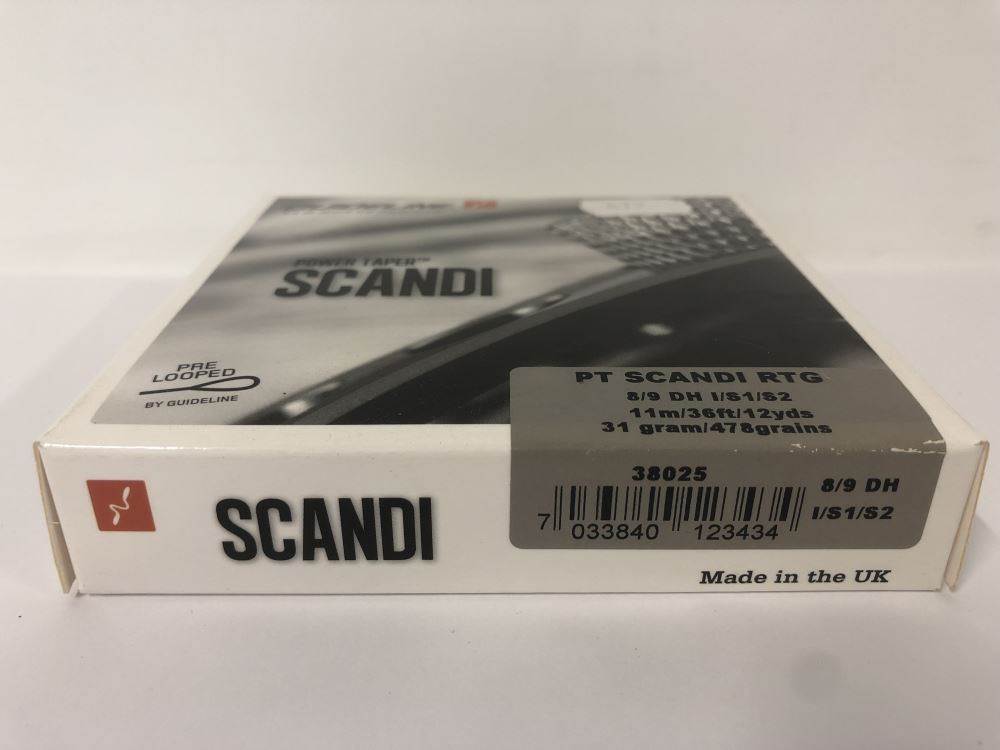 POWER TAPER™
SCANDI
PRE
LOOPED
BY GUIDELINE
PT SCANDI RTG
8/9 DH I/S1/S2
11m/36ft/12yds
31 gram/478grains
SCANDI
38025
8/9 DH
I/S1/S2
7 033840 123434
Made in the UK